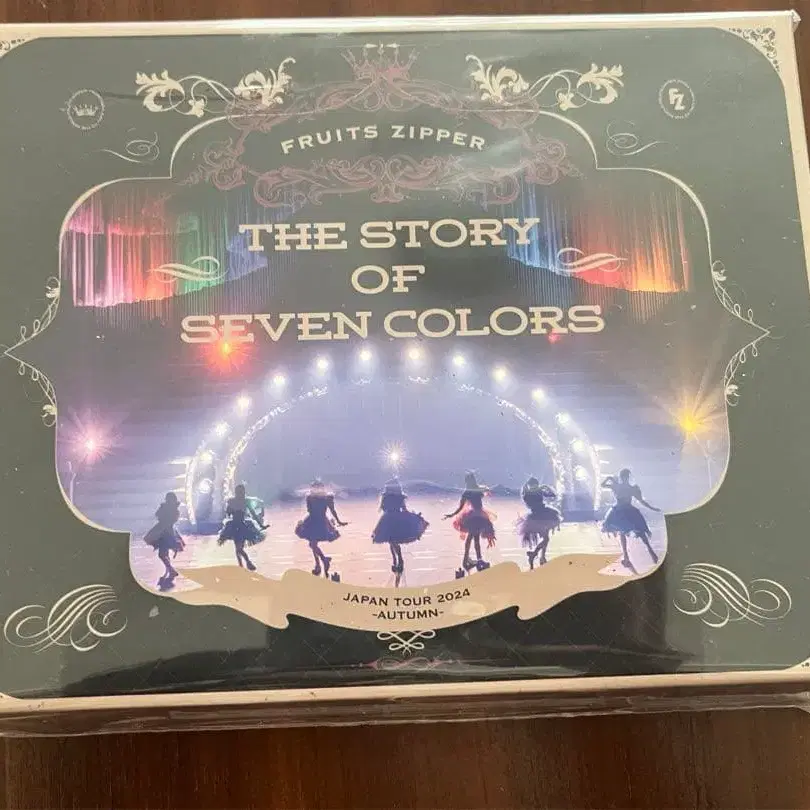 FRUITS ZIPPER
THE STORY
OF
SEVEN COLORS
FZ
JAPAN TOUR 2024
-AUTUMN-